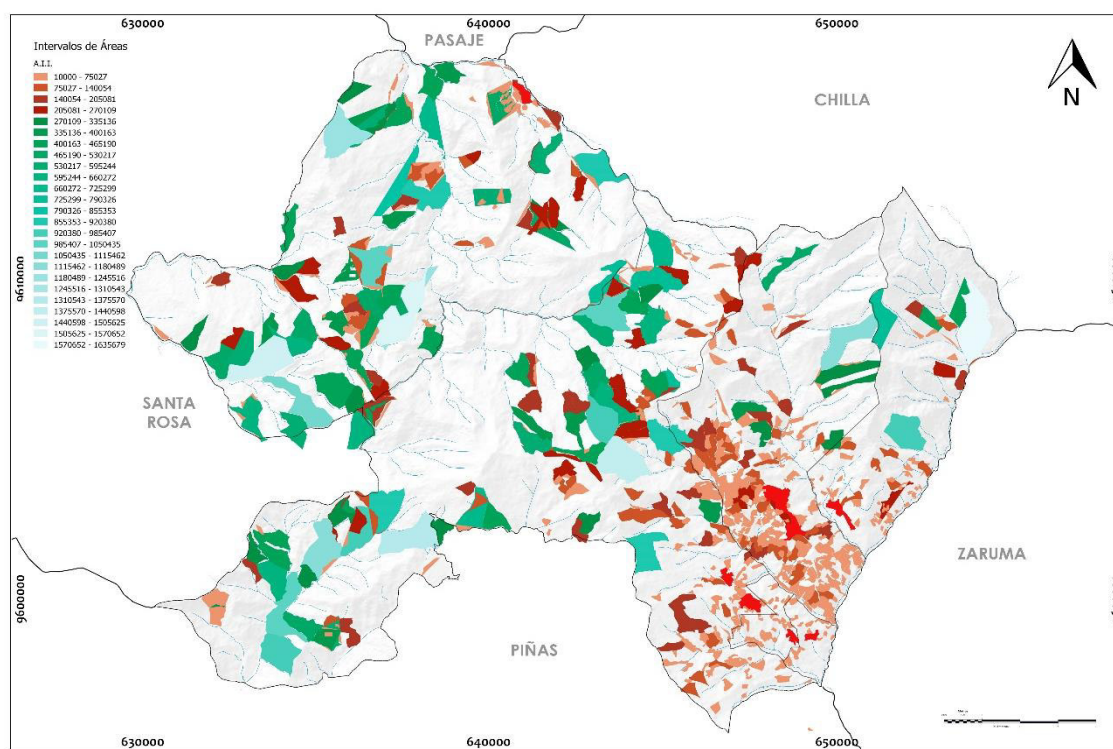 630000 640000 650000
PASAJE
Intervalos de Áreas
A.I.I.
10000 - 75027
75027 - 140054
140054 - 205081
205081 - 270109
270109 - 335136
335136 - 400163
400163 - 465190
465190 - 530217
530217 - 595244
595244 - 660272
660272 - 725299
725299 - 790326
790326 - 855353
855353 - 920380
920380 - 985407
985407 - 1050435
1050435 - 1115462
1115462 - 1180489
1180489 - 1245516
1245516 - 1310543
1310543 - 1375570
1375570 - 1440598
1440598 - 1505625
1505625 - 1570652
1570652 - 1635679
N
CHILLA
9610000
SANTA
ROSA
ZARUMA
9600000
PIÑAS
630000 640000 650000